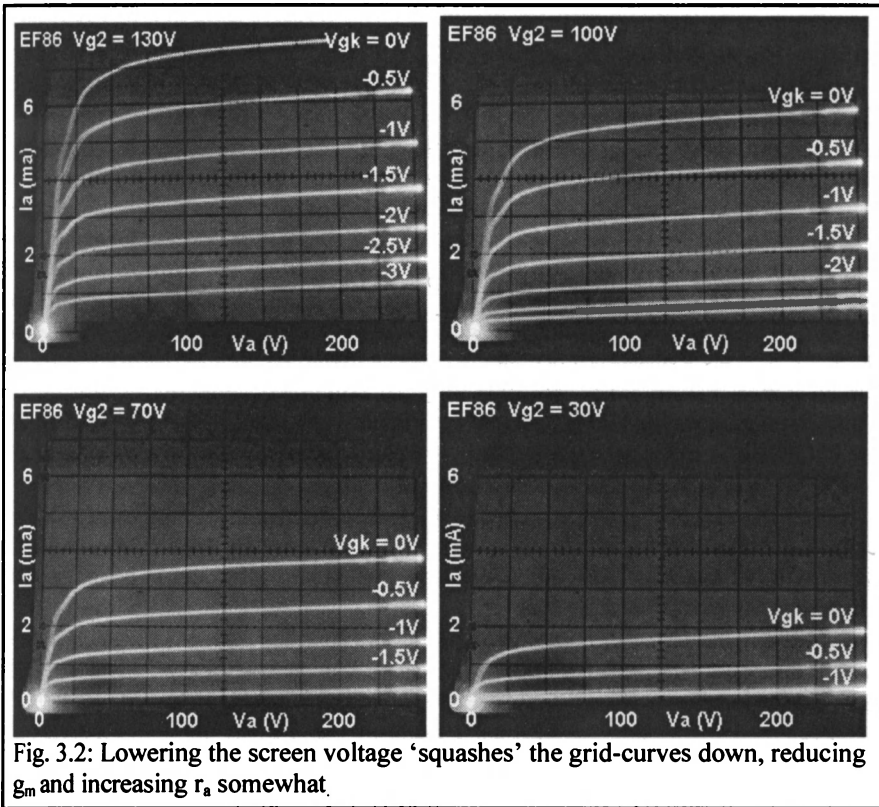 EF86 Vg2 = 130V
Vgk = 0V
-0.5V
-1V
-1.5V
-2V
-2.5V
-3V
6
2
0
Ia (ma)
0 100 Va (V) 200
EF86 Vg2 = 100V
Vgk = 0V
-0.5V
-1V
-1.5V
-2V
6
2
0
Ia (ma)
0 100 Va (V) 200
EF86 Vg2 = 70V
Vgk = 0V
-0.5V
-1V
-1.5V
6
2
0
Ia (ma)
0 100 Va (V) 200
EF86 Vg2 = 30V
Vgk = 0V
-0.5V
-1V
6
2
0
Ia (mA)
0 100 Va (V) 200
Fig. 3.2: Lowering the screen voltage ‘squashes’ the grid-curves down, reducing
gm and increasing ra somewhat.